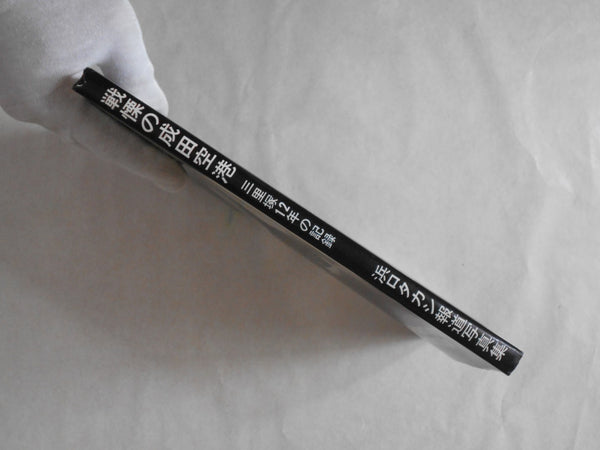 戦慄の成田空港
三里塚12年の記録
浜口タカシ報道写真集